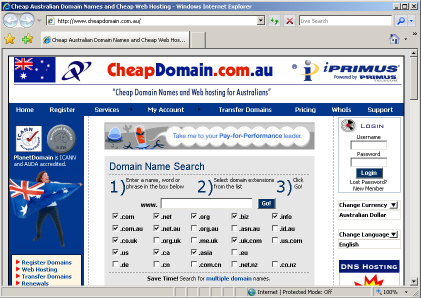 Cheap Australian Domain Names and Cheap Web Hosting - Windows Internet Explorer
http://www.cheapdomain.com.au/
Live Search
Cheap Australian Domain Names and Cheap Web Hos...
CheapDomain.com.au
iPRIMUS
Powered by PRIMUS
"Cheap Domain Names and Web hosting for Australians"
Home Register Services My Account Transfer Domains Pricing WhoIs Support
ICANN
PlanetDomain is ICANN
and AUDA accredited.
Take me to your Pay-for-Performance leader.
Domain Name Search
1) Enter a name, word or phrase in the box below
2) Select domain extensions from the list
3) Click Go!
www. Go!
.com .net .org .biz .info
.com.au .net.au .org.au .asn.au .id.au
.co.uk .org.uk .me.uk .uk.com .us.com
.us .ca .asia .eu
.de .cn .com.cn .net.nz .co.nz
Save Time! Search for multiple domain names.
Register Domains
Web Hosting
Transfer Domains
Renewals
LOGIN
Username
Password
Login
Lost Password?
New Member
Change Currency
Australian Dollar
Change Language
English
DNS HOSTING
Internet | Protected Mode: Off
100%